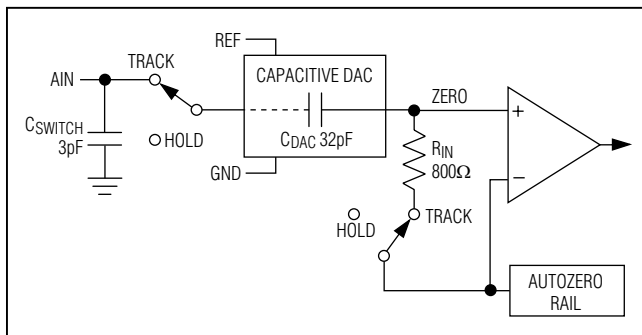 REF
TRACK
CAPACITIVE DAC
AIN
ZERO
CSWITCH
3pF
HOLD
CDAC 32pF
RIN
800Ω
GND
HOLD
TRACK
+
−
AUTOZERO
RAIL